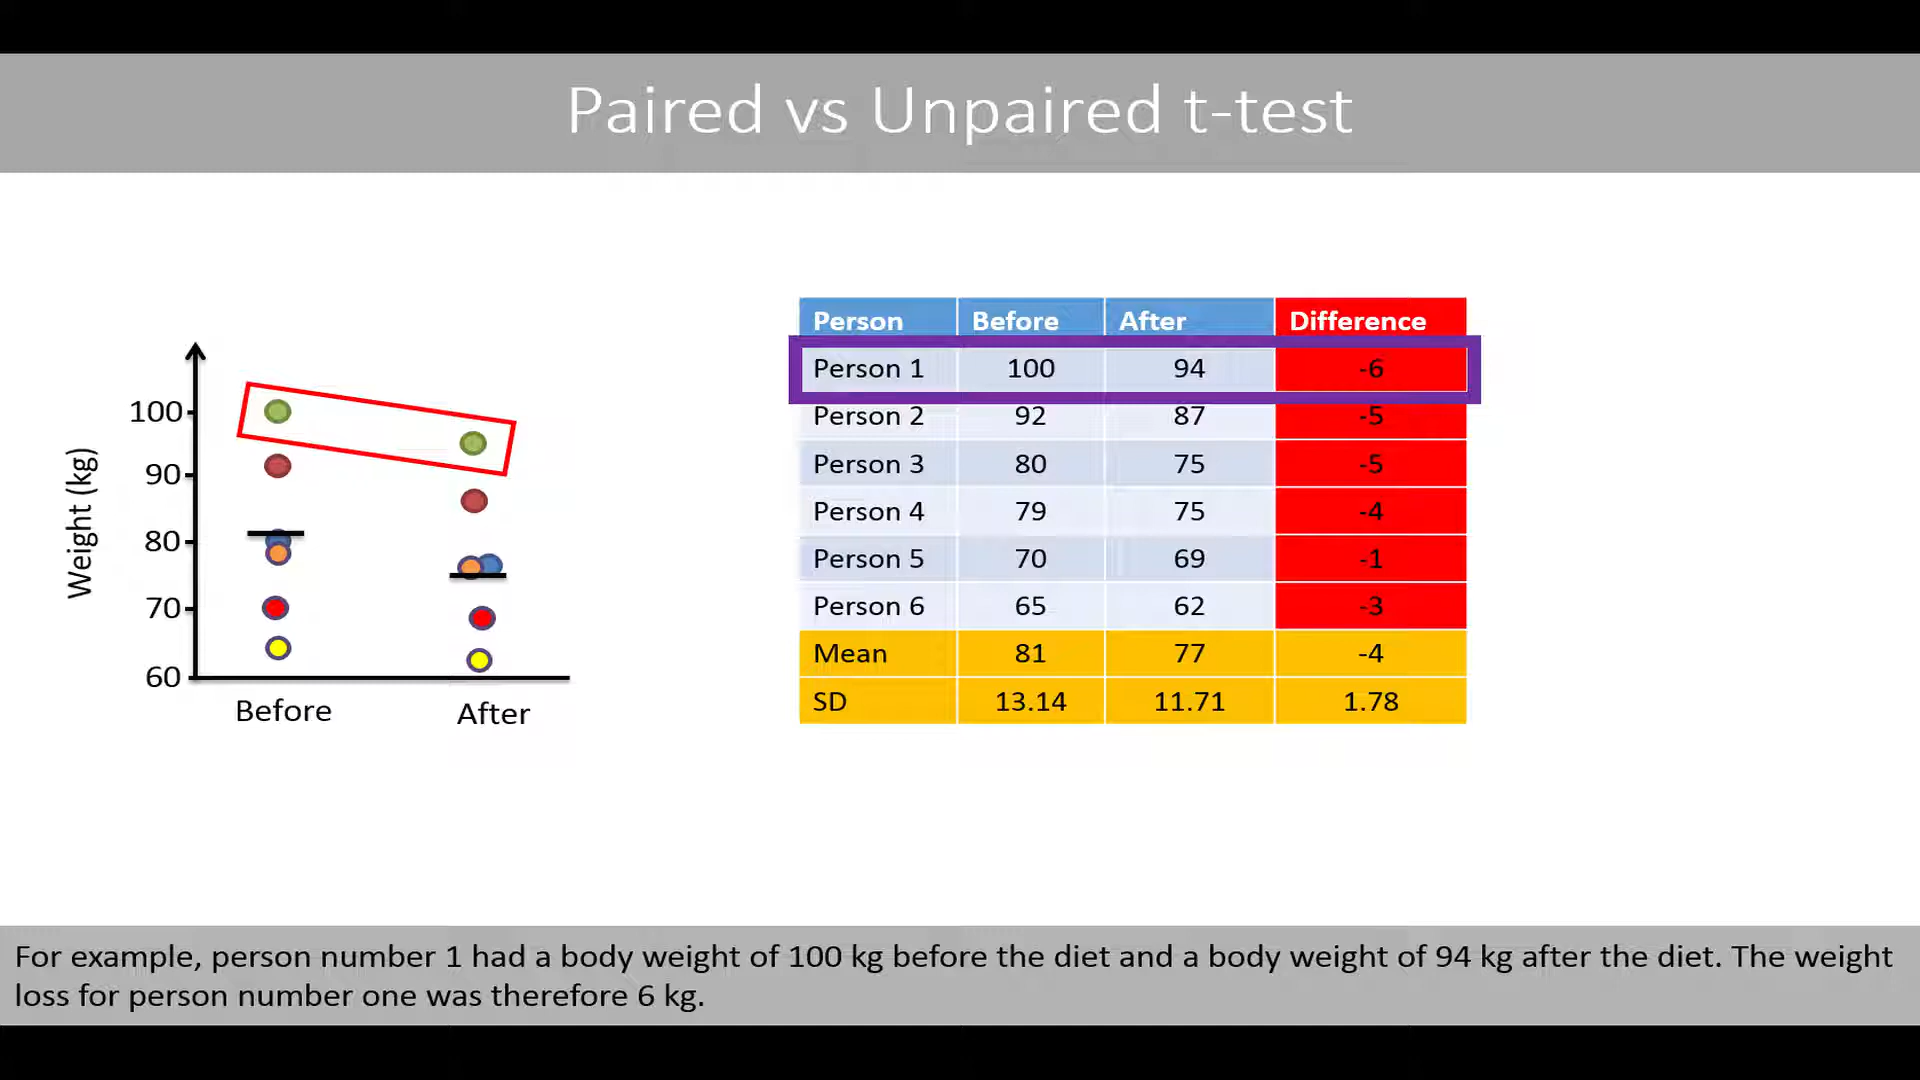 Paired vs Unpaired t-test
Weight (kg)
100
90
80
70
60
Before After
Person Before After Difference
Person 1 100 94 -6
Person 2 92 87 -5
Person 3 80 75 -5
Person 4 79 75 -4
Person 5 70 69 -1
Person 6 65 62 -3
Mean 81 77 -4
SD 13.14 11.71 1.78
For example, person number 1 had a body weight of 100 kg before the diet and a body weight of 94 kg after the diet. The weight
loss for person number one was therefore 6 kg.